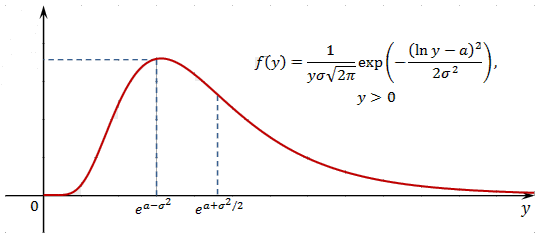 f(y) = 1/(yσ√2π) exp(−(ln y − a)²/2σ²),
y > 0
0 e^{a−σ²} e^{a+σ²/2} y